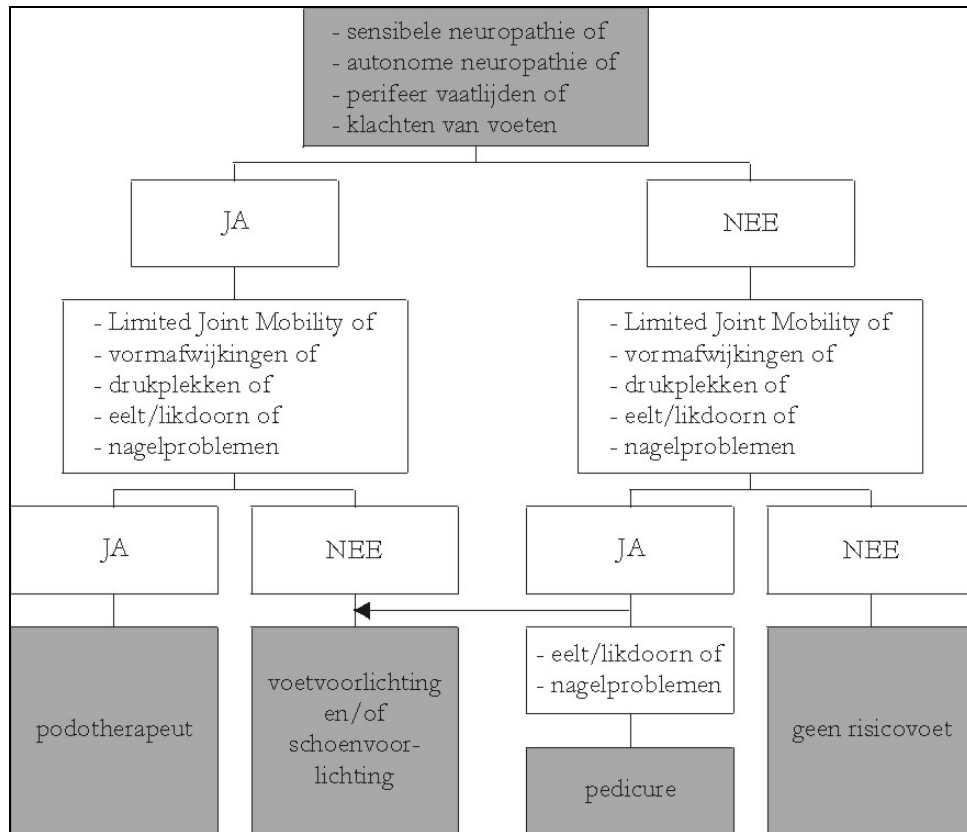 - sensibele neuropathie of
- autonome neuropathie of
- perifeer vaatlijden of
- klachten van voeten
JA
NEE
- Limited Joint Mobility of
- vormafwijkingen of
- drukplekken of
- eelt/likdoorn of
- nagelproblemen
- Limited Joint Mobility of
- vormafwijkingen of
- drukplekken of
- eelt/likdoorn of
- nagelproblemen
JA
NEE
JA
NEE
podotherapeut
voetvoorlichting
en/of
schoenvoor-
lichting
- eelt/likdoorn of
- nagelproblemen
pedicure
geen risicovoet